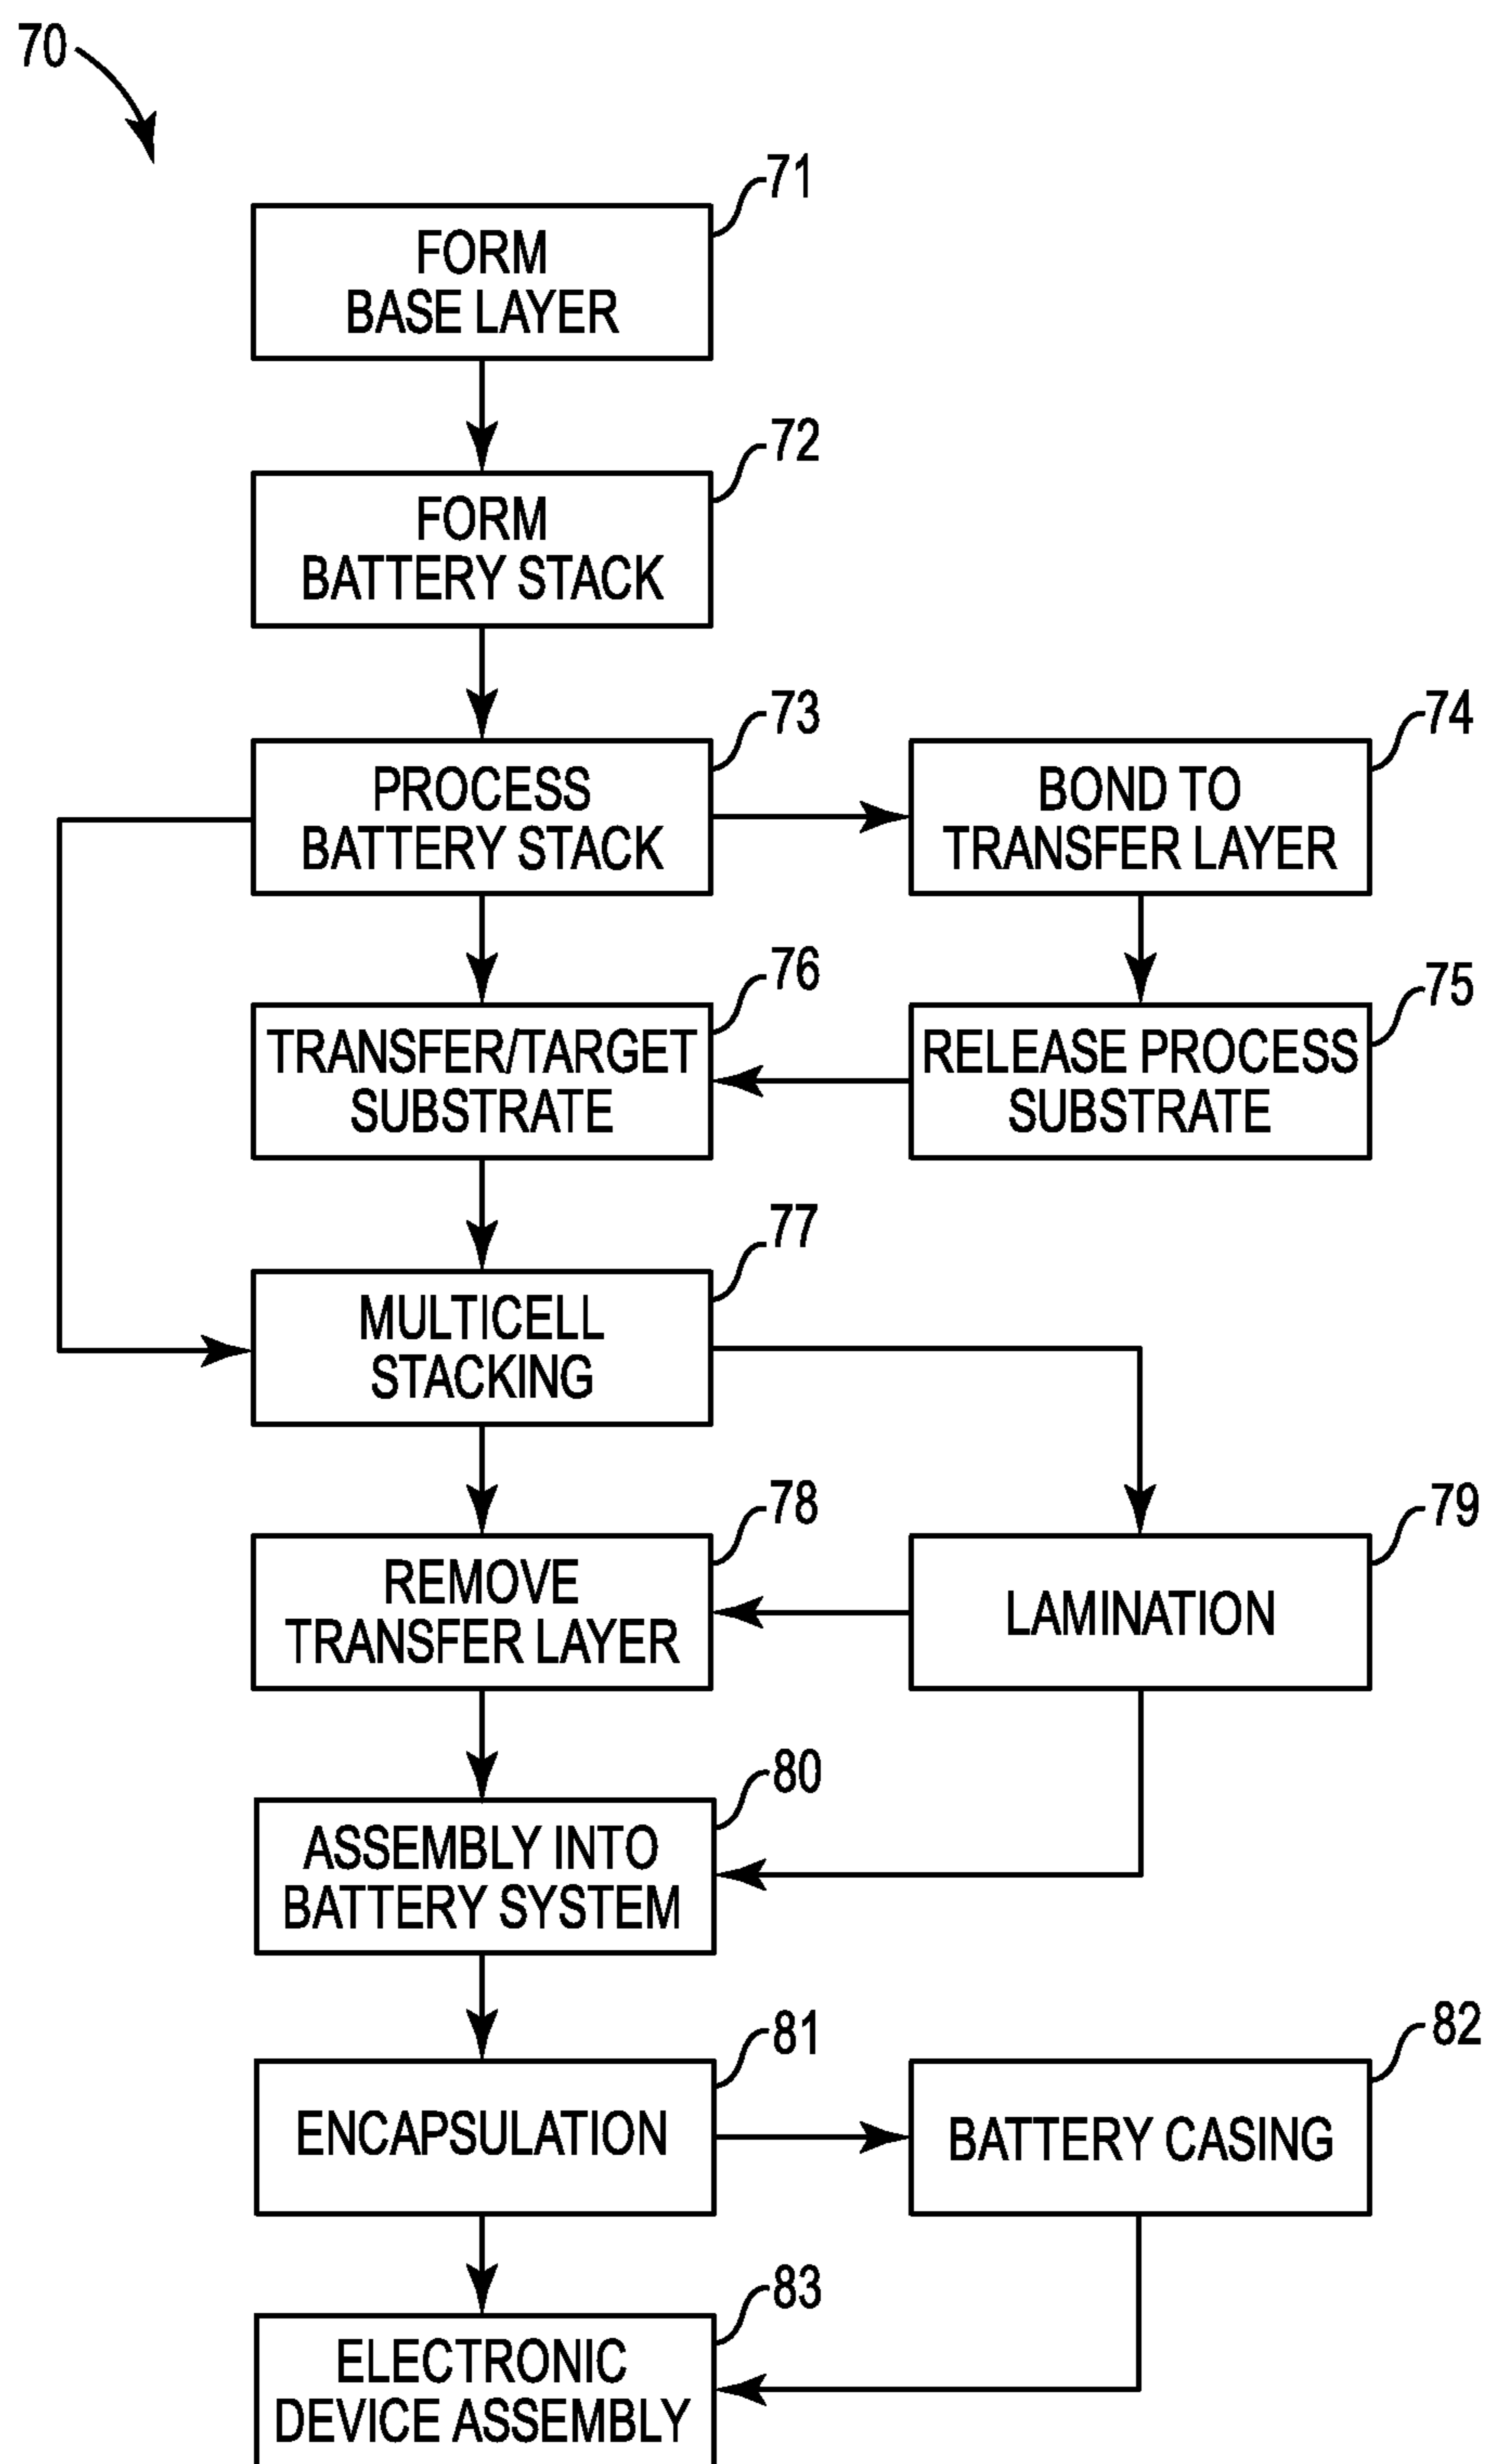 70
71
FORM
BASE LAYER
72
FORM
BATTERY STACK
73
PROCESS
BATTERY STACK
74
BOND TO
TRANSFER LAYER
76
TRANSFER/TARGET
SUBSTRATE
75
RELEASE PROCESS
SUBSTRATE
77
MULTICELL
STACKING
78
REMOVE
TRANSFER LAYER
79
LAMINATION
80
ASSEMBLY INTO
BATTERY SYSTEM
81
ENCAPSULATION
82
BATTERY CASING
83
ELECTRONIC
DEVICE ASSEMBLY